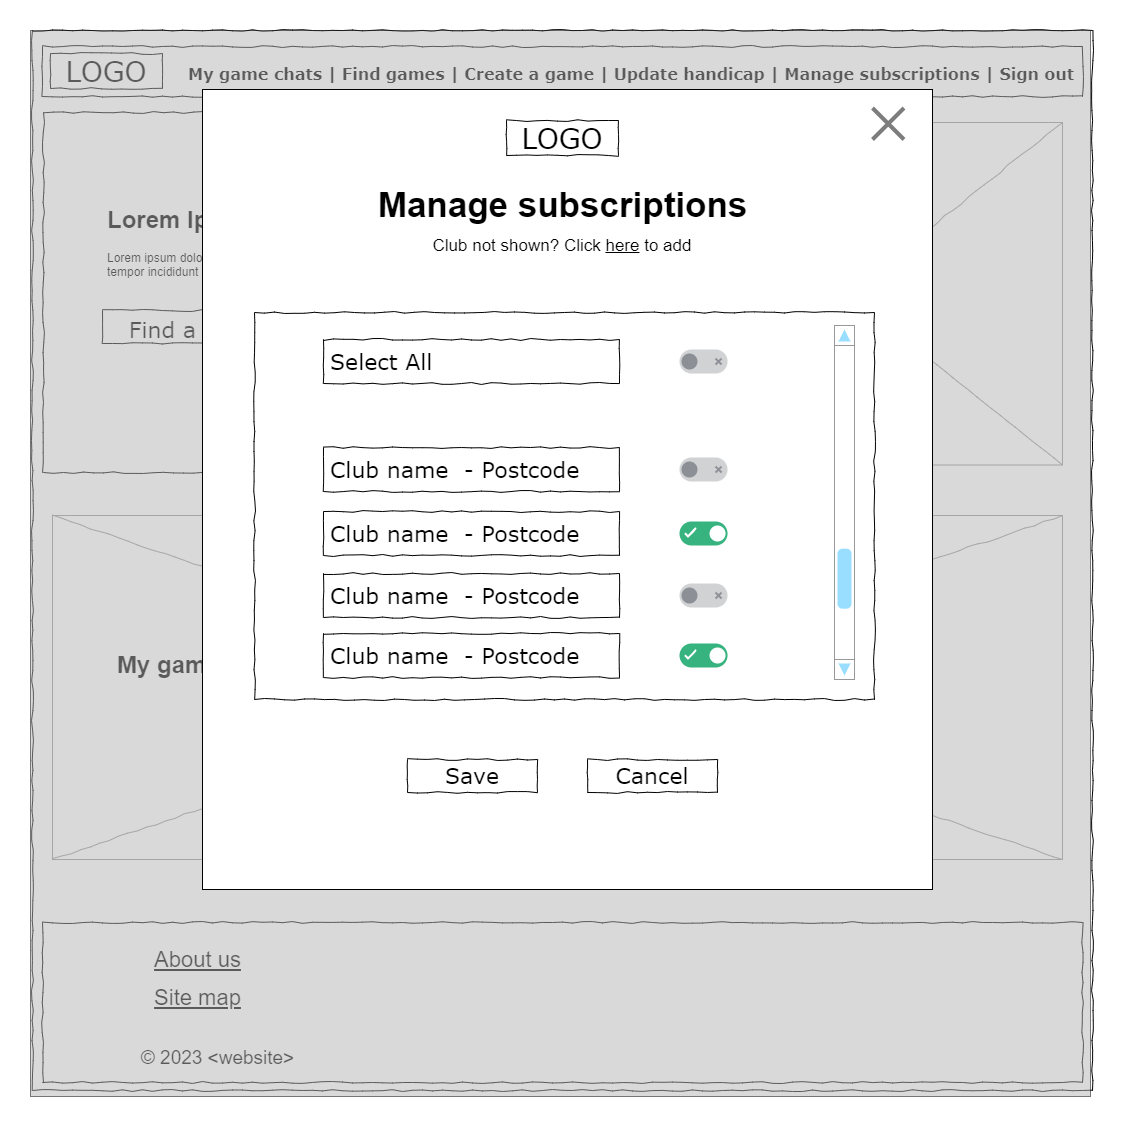 LOGO
My game chats | Find games | Create a game | Update handicap | Manage subscriptions | Sign out
LOGO
Manage subscriptions
Club not shown? Click here to add
Lorem Ip
Lorem ipsum dolo
tempor incididunt
Find a
Select All
Club name - Postcode
Club name - Postcode
Club name - Postcode
Club name - Postcode
My gam
Save
Cancel
About us
Site map
© 2023 <website>